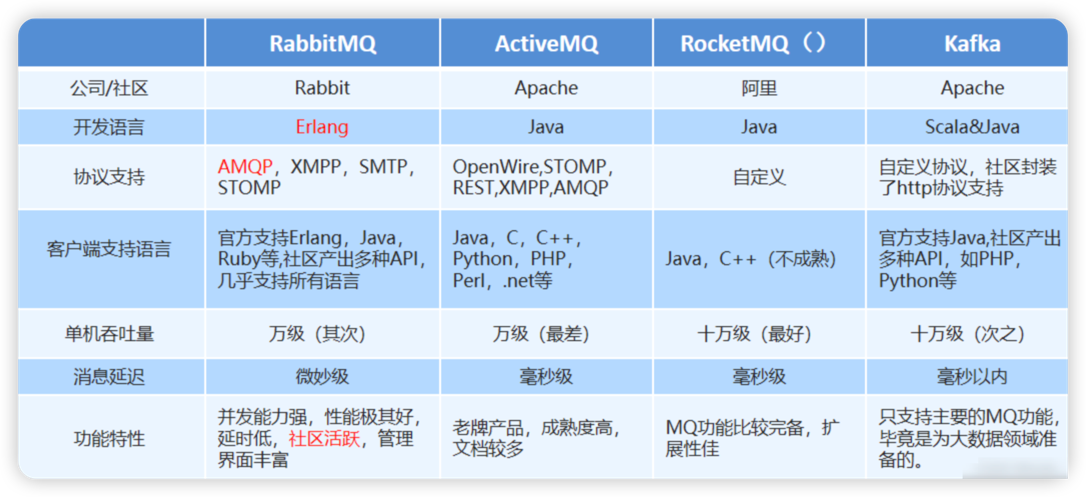 RabbitMQ
ActiveMQ
RocketMQ（）
Kafka
公司/社区
Rabbit
Apache
阿里
Apache
开发语言
Erlang
Java
Java
Scala&Java
协议支持
AMQP，XMPP，SMTP，
STOMP
OpenWire,STOMP，
REST,XMPP,AMQP
自定义
自定义协议，社区封装
了http协议支持
客户端支持语言
官方支持Erlang，Java，
Ruby等,社区产出多种API，
几乎支持所有语言
Java，C，C++，
Python，PHP，
Perl，.net等
Java，C++（不成熟）
官方支持Java,社区产出
多种API，如PHP，
Python等
单机吞吐量
万级（其次）
万级（最差）
十万级（最好）
十万级（次之）
消息延迟
微妙级
毫秒级
毫秒级
毫秒以内
功能特性
并发能力强，性能极其好，
延时低，社区活跃，管理
界面丰富
老牌产品，成熟度高，
文档较多
MQ功能比较完备，扩
展性佳
只支持主要的MQ功能，
毕竟是为大数据领域准
备的。